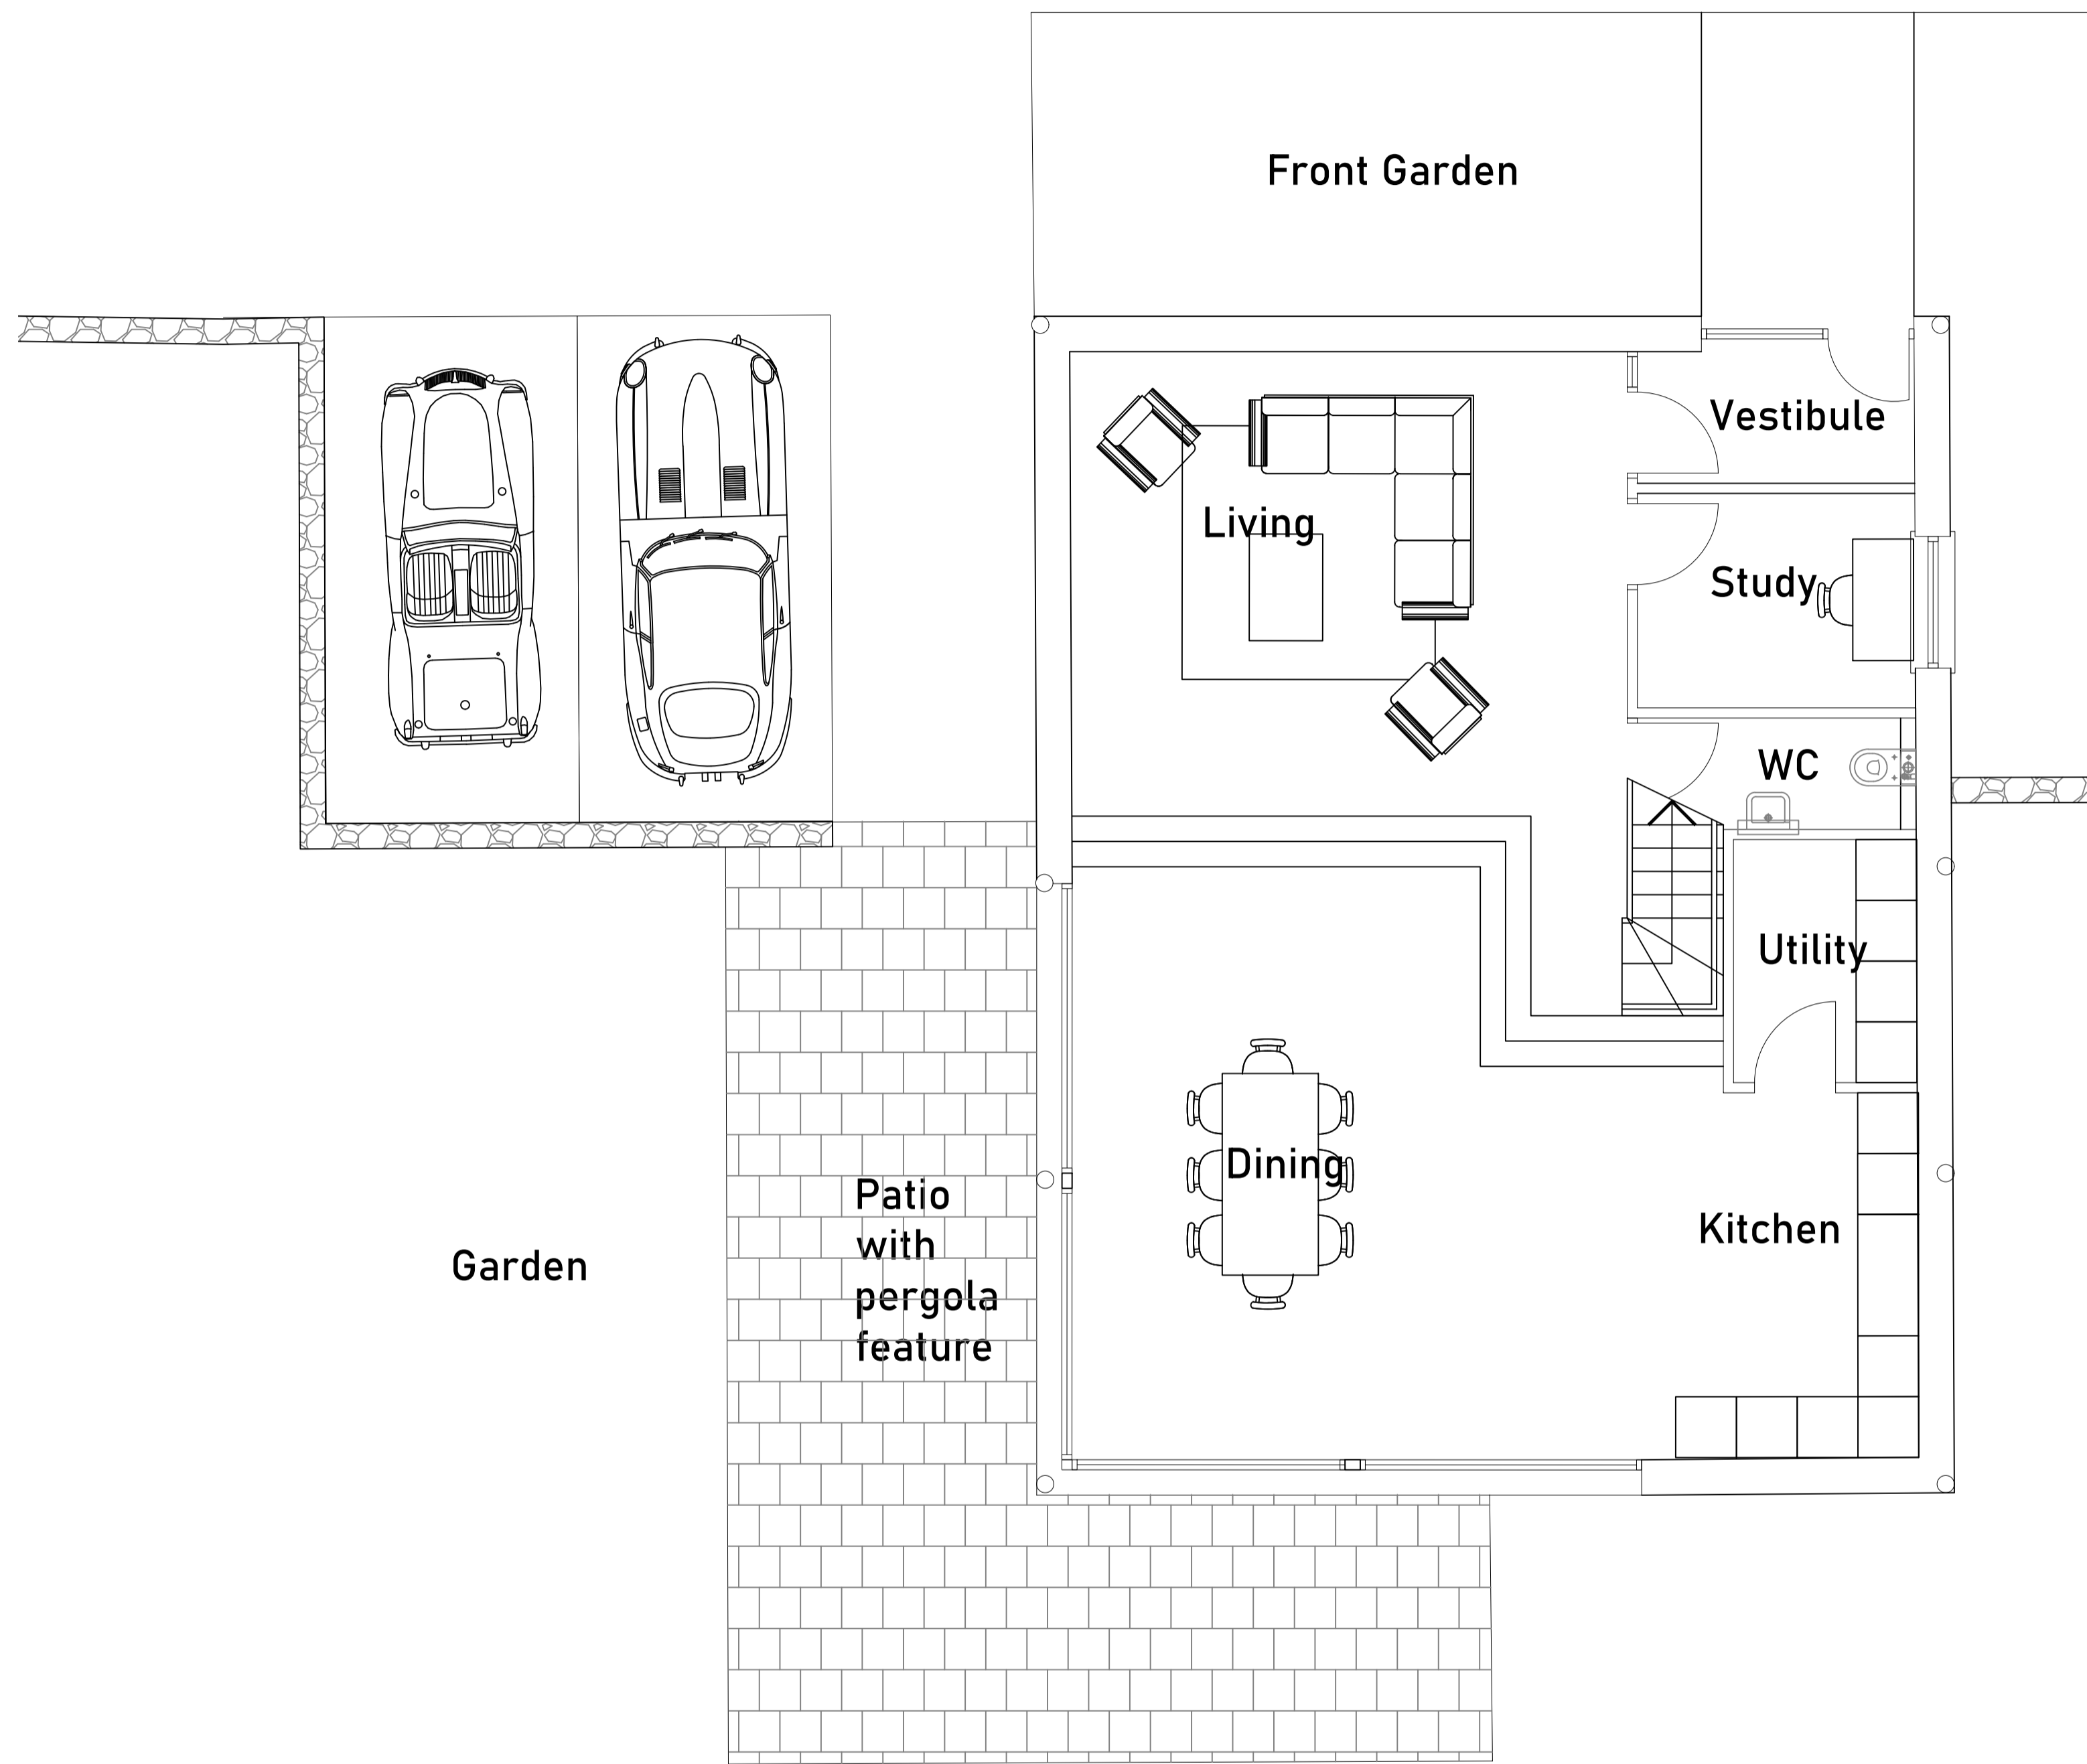 Front Garden
Vestibule
Living
Study
WC
Utility
Dining
Patio
with
pergola
feature
Kitchen
Garden